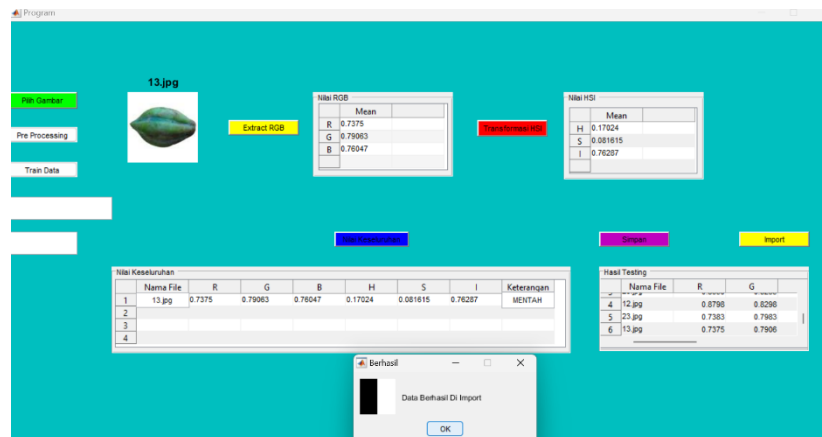 Program
13.jpg
Pilih Gambar
Pre Processing
Train Data
Extract RGB
Nilai RGB
Mean
R 0.7375
G 0.79063
B 0.76047
Transformasi HSI
Nilai HSI
Mean
H 0.17024
S 0.081615
I 0.76287
Simpan
Import
Nilai Keseluruhan
Nama File R G B H S I Keterangan
1 13.jpg 0.7375 0.79063 0.76047 0.17024 0.081615 0.76287 MENTAH
2
3
4
Hasil Testing
Nama File R G
4 12.jpg 0.8798 0.8298
5 23.jpg 0.7383 0.7983
6 13.jpg 0.7375 0.7906
Berhasil
Data Berhasil Di Import
OK